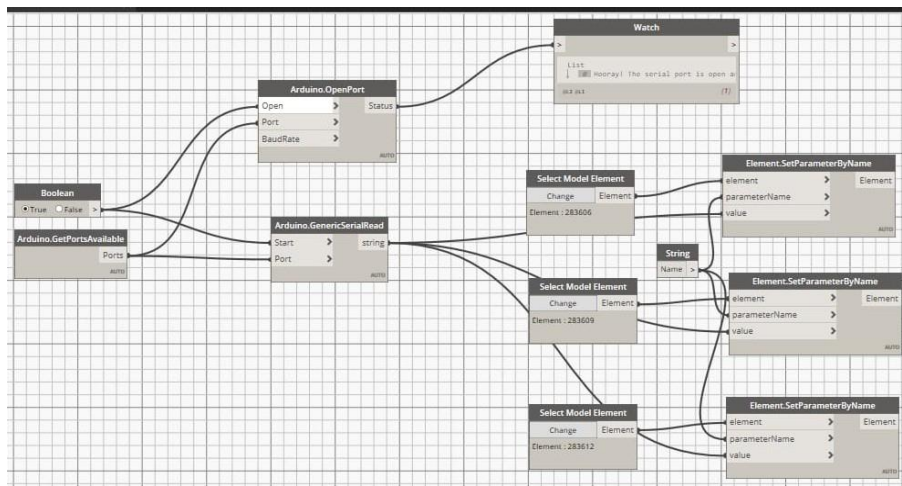 Watch
> >
List
Hooray! The serial port is open a
@L2 @L1 {1}
Arduino.OpenPort
Open > Status
Port >
BaudRate >
AUTO
Boolean
True False >
Arduino.GetPortsAvailable
Ports
AUTO
Arduino.GenericSerialRead
Start > string
Port >
AUTO
Select Model Element
Change Element
Element : 283606
Element.SetParameterByName
element > Element
parameterName >
value >
AUTO
String
Name >
Select Model Element
Change Element
Element : 283609
Element.SetParameterByName
element > Element
parameterName >
value >
AUTO
Select Model Element
Change Element
Element : 283612
Element.SetParameterByName
element > Element
parameterName >
value >
AUTO